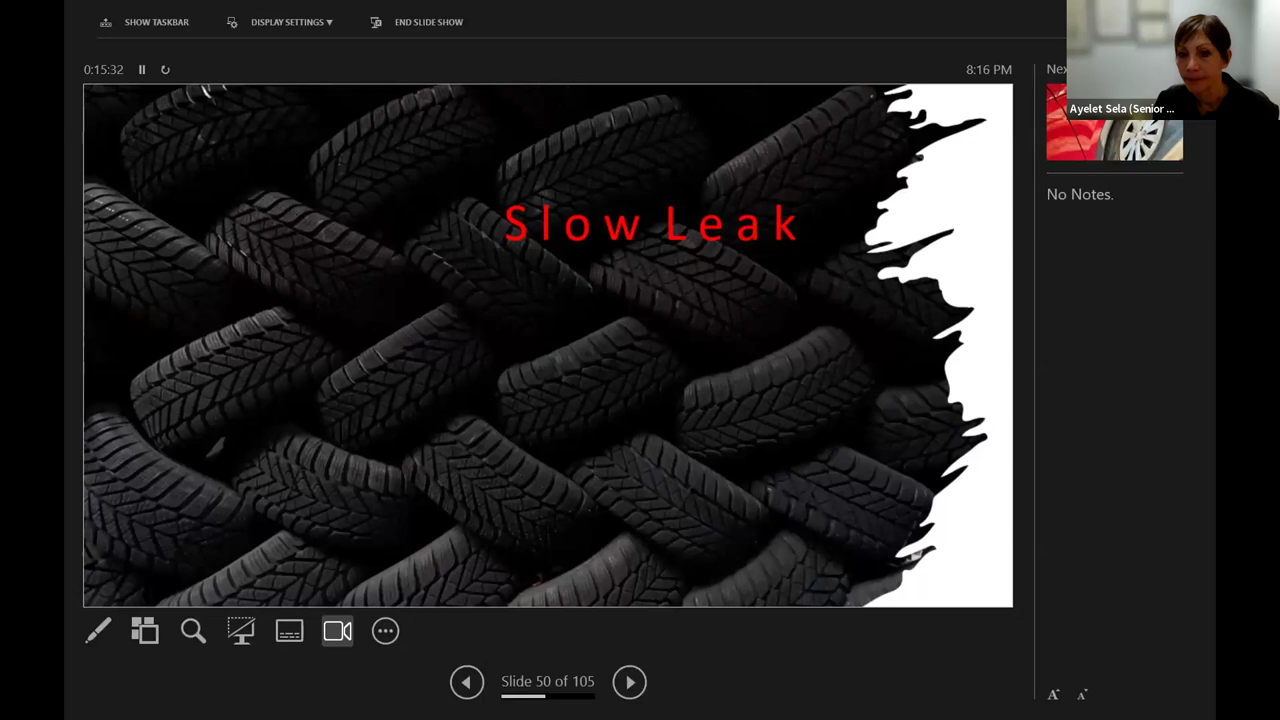 SHOW TASKBAR
DISPLAY SETTINGS ▼
END SLIDE SHOW
0:15:32
8:16 PM
Ayelet Sela (Senior ...
Slow Leak
No Notes.
Slide 50 of 105